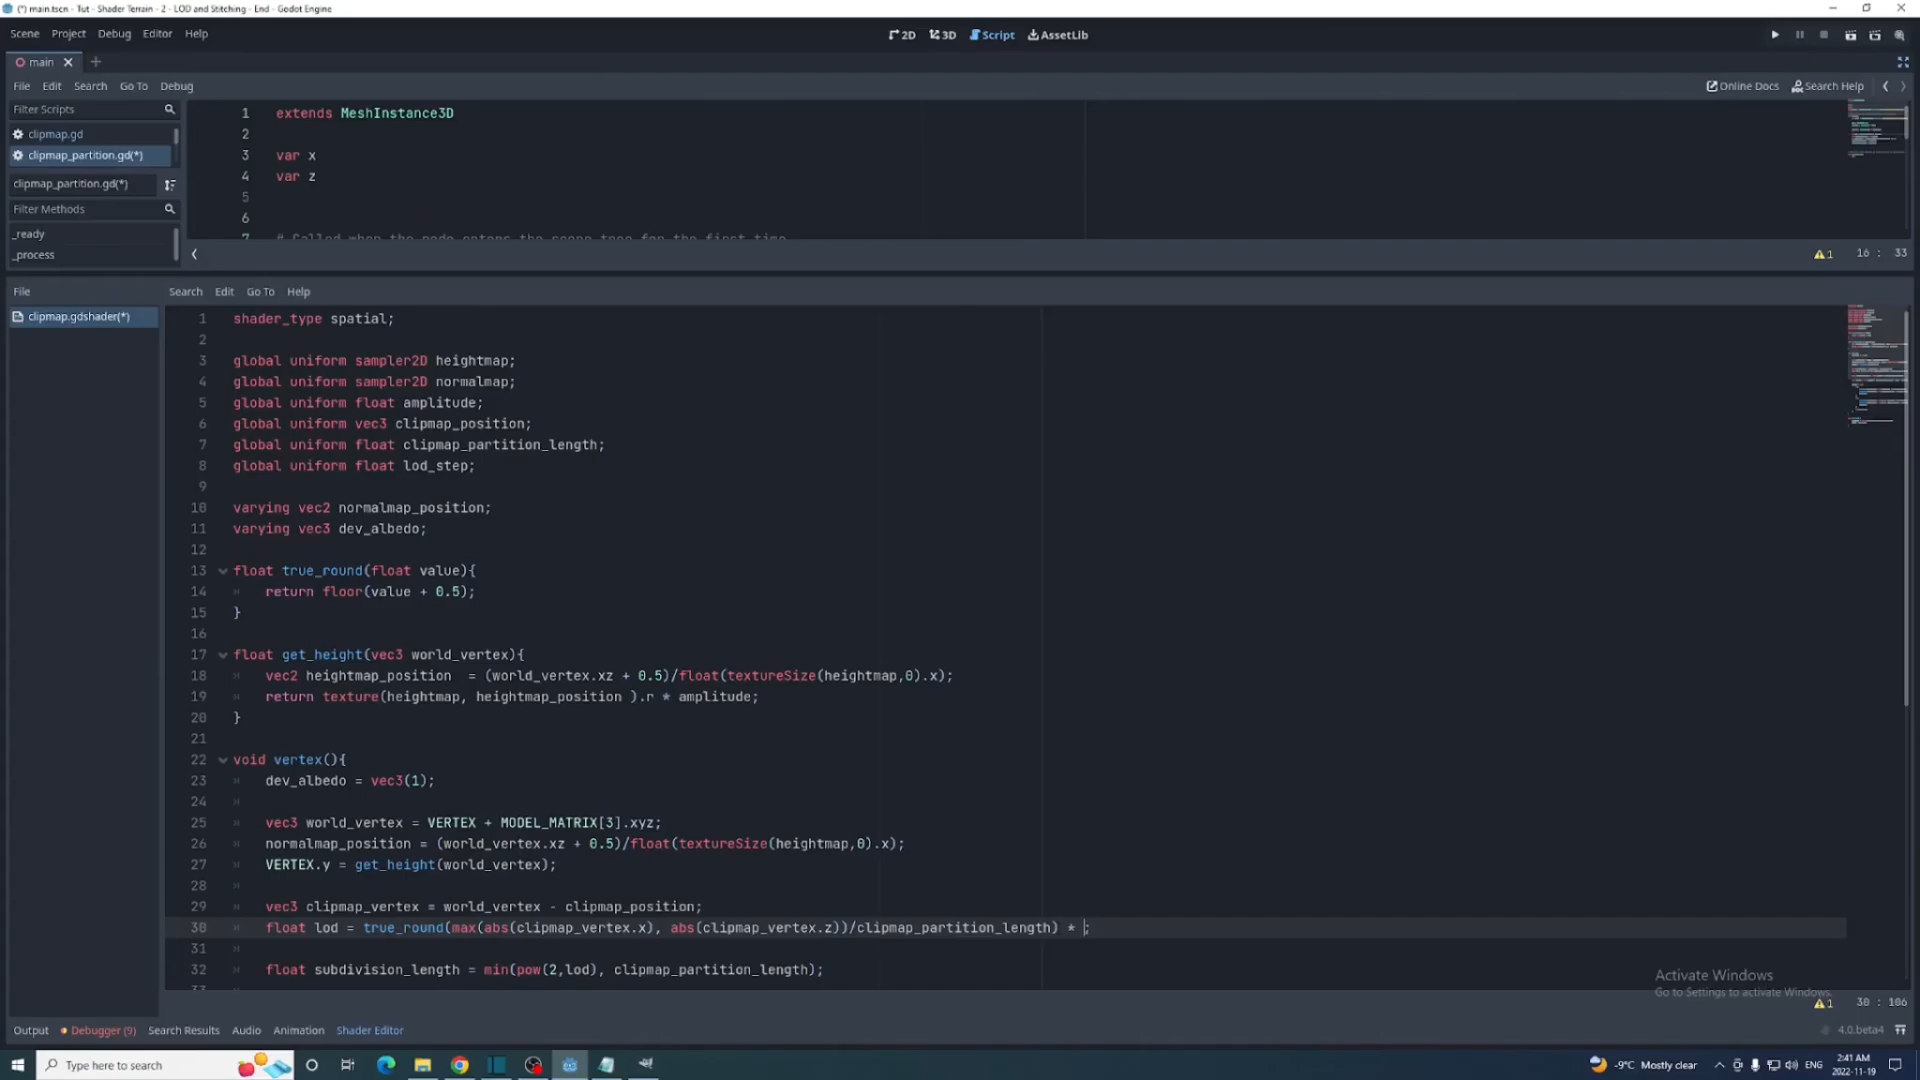 (*) main.tscn - Tut - Shader Terrain - 2 - LOD and Stitching - End - Godot Engine
Scene Project Debug Editor Help
2D 3D Script AssetLib
main
File Edit Search Go To Debug
Online Docs Search Help
Filter Scripts
clipmap.gd
clipmap_partition.gd(*)
clipmap_partition.gd(*)
Filter Methods
_ready
_process
1 extends MeshInstance3D
2
3 var x
4 var z
5
6
7 # Called when the node enters the scene tree for the first time
1 16 : 33
File Search Edit Go To Help
clipmap.gdshader(*)
1 shader_type spatial;
2
3 global uniform sampler2D heightmap;
4 global uniform sampler2D normalmap;
5 global uniform float amplitude;
6 global uniform vec3 clipmap_position;
7 global uniform float clipmap_partition_length;
8 global uniform float lod_step;
9
10 varying vec2 normalmap_position;
11 varying vec3 dev_albedo;
12
13 float true_round(float value){
14 return floor(value + 0.5);
15 }
16
17 float get_height(vec3 world_vertex){
18 vec2 heightmap_position  = (world_vertex.xz + 0.5)/float(textureSize(heightmap,0).x);
19 return texture(heightmap, heightmap_position ).r * amplitude;
20 }
21
22 void vertex(){
23 dev_albedo = vec3(1);
24
25 vec3 world_vertex = VERTEX + MODEL_MATRIX[3].xyz;
26 normalmap_position = (world_vertex.xz + 0.5)/float(textureSize(heightmap,0).x);
27 VERTEX.y = get_height(world_vertex);
28
29 vec3 clipmap_vertex = world_vertex - clipmap_position;
30 float lod = true_round(max(abs(clipmap_vertex.x), abs(clipmap_vertex.z))/clipmap_partition_length) * ;
31
32 float subdivision_length = min(pow(2,lod), clipmap_partition_length);
33
Activate Windows
Go to Settings to activate Windows.
1 30 : 106
Output Debugger (9) Search Results Audio Animation Shader Editor
4.0.beta4
Type here to search
-9°C Mostly clear
ENG
2:41 AM
2022-11-19